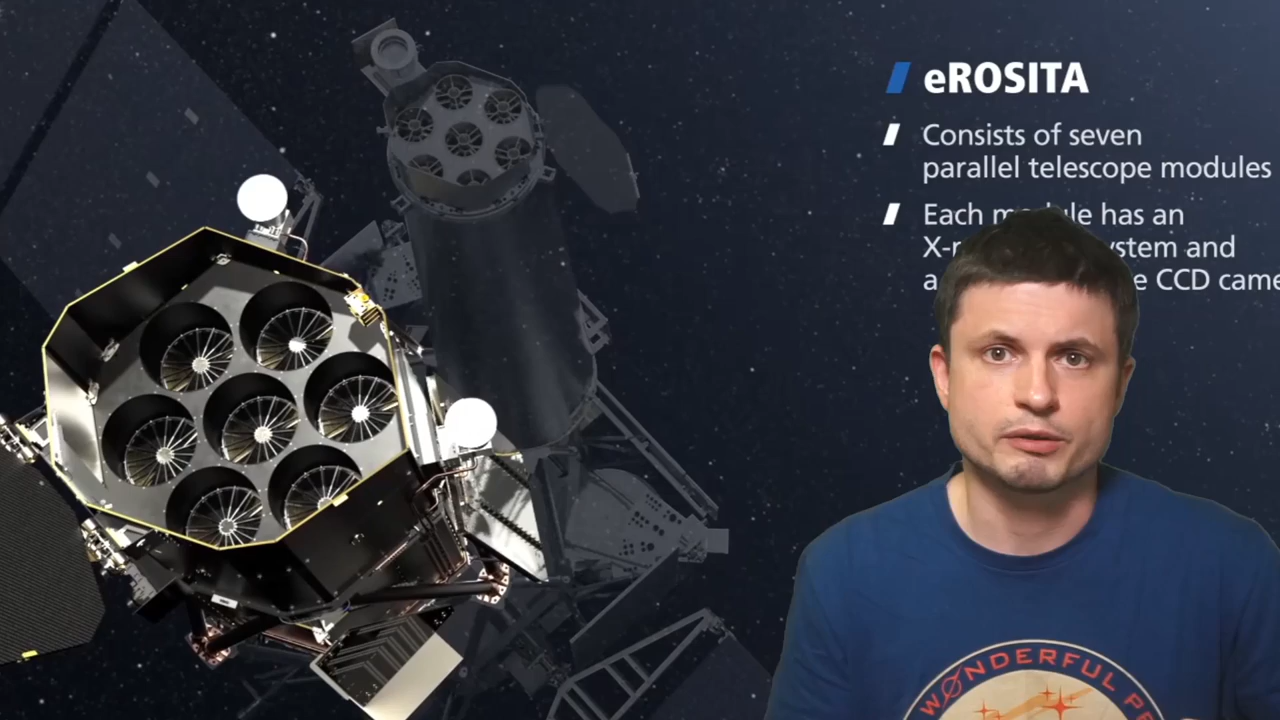 eROSITA
Consists of seven
parallel telescope modules
Each has an
and
a CCD
WONDERFUL